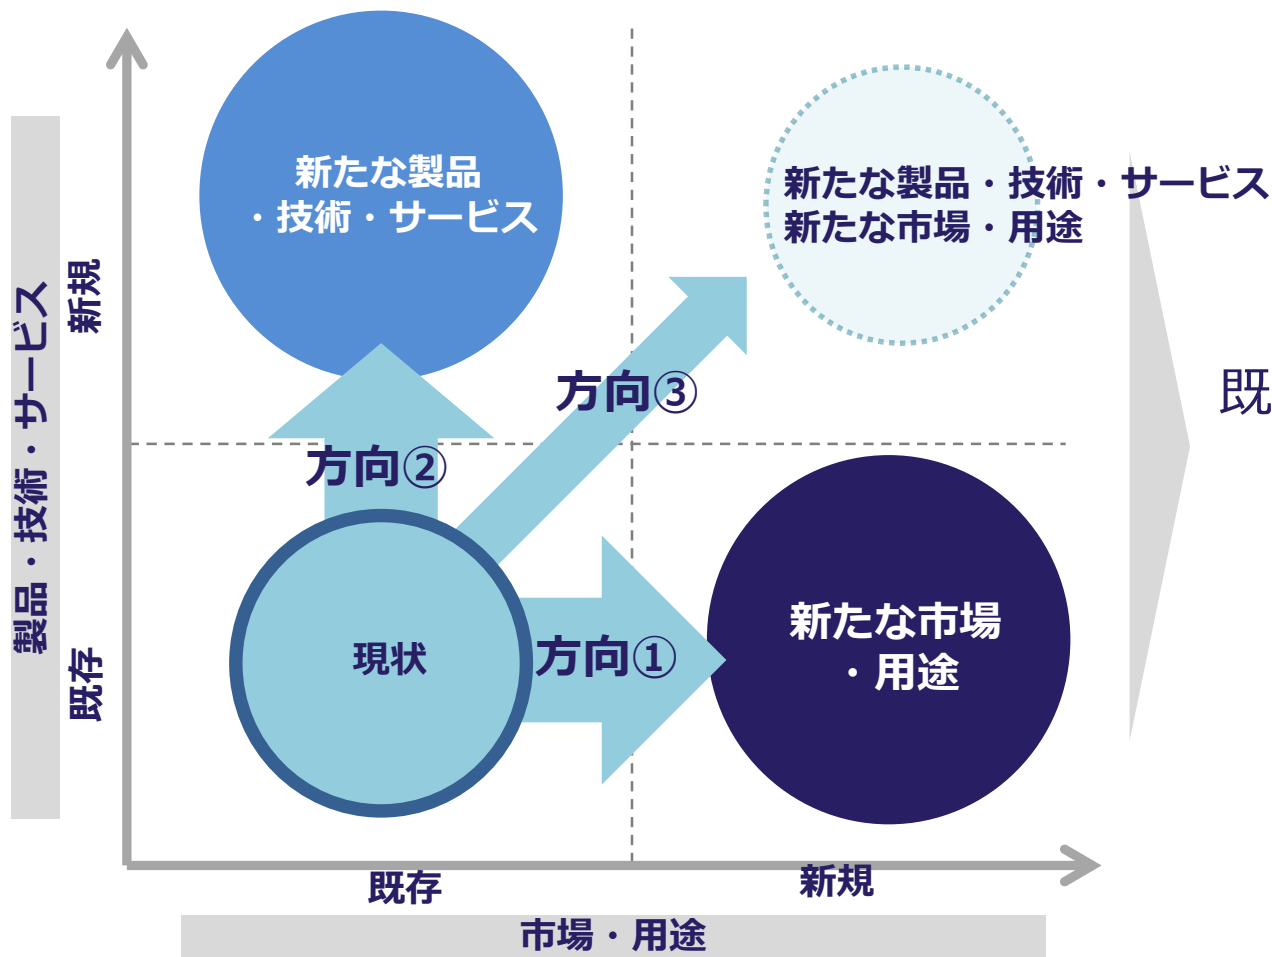 新たな製品
・技術・サービス
新たな製品・技術・サービス
新たな市場・用途
新規
製品・技術・サービス
方向③
既
方向②
新たな市場
・用途
現状
方向①
既存
既存
新規
市場・用途